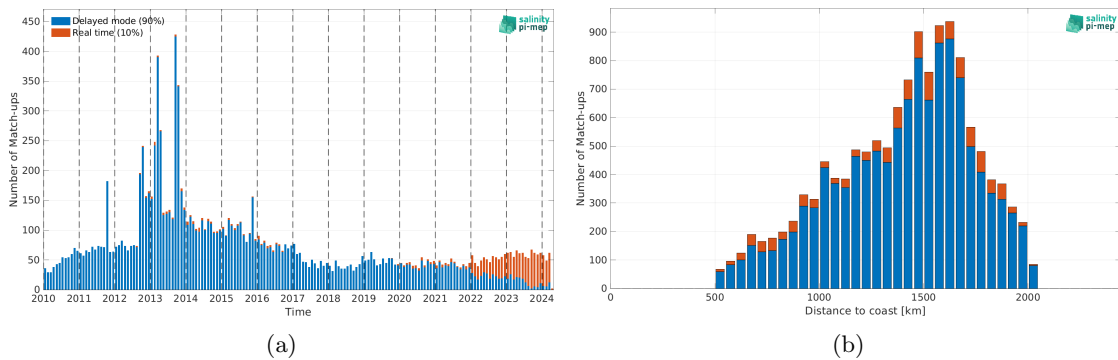 Delayed mode (90%)
Real time (10%)
salinity
pi-mep
Number of Match-ups
450
400
350
300
250
200
150
100
50
0
2010 2011 2012 2013 2014 2015 2016 2017 2018 2019 2020 2021 2022 2023 2024
Time
(a)
salinity
pi-mep
Number of Match-ups
900
800
700
600
500
400
300
200
100
0
0 500 1000 1500 2000
Distance to coast [km]
(b)